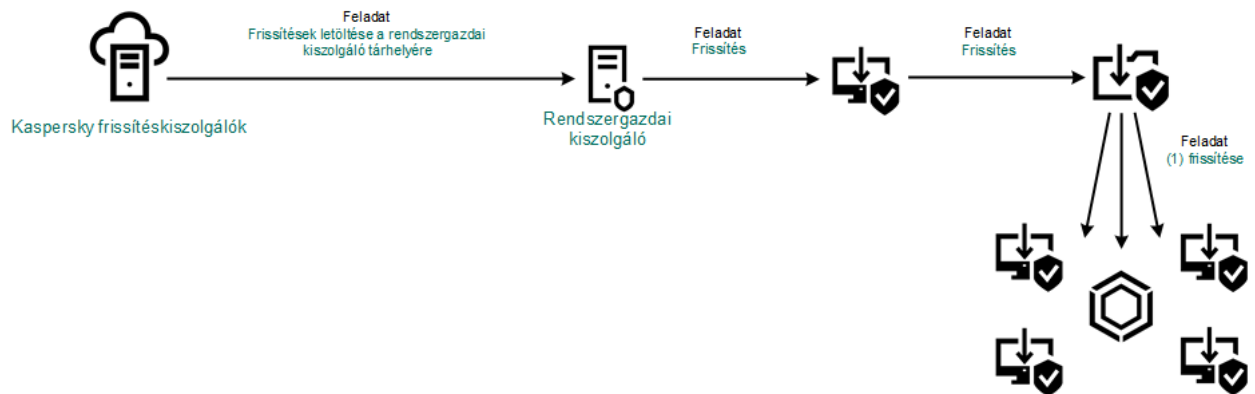 Feladat
Frissítések letöltése a rendszergazdai
kiszolgáló tárhelyére
Feladat
Frissítés
Feladat
Frissítés
Kaspersky frissítéskiszolgálók
Rendszergazdai
kiszolgáló
Feladat
(1) frissítése